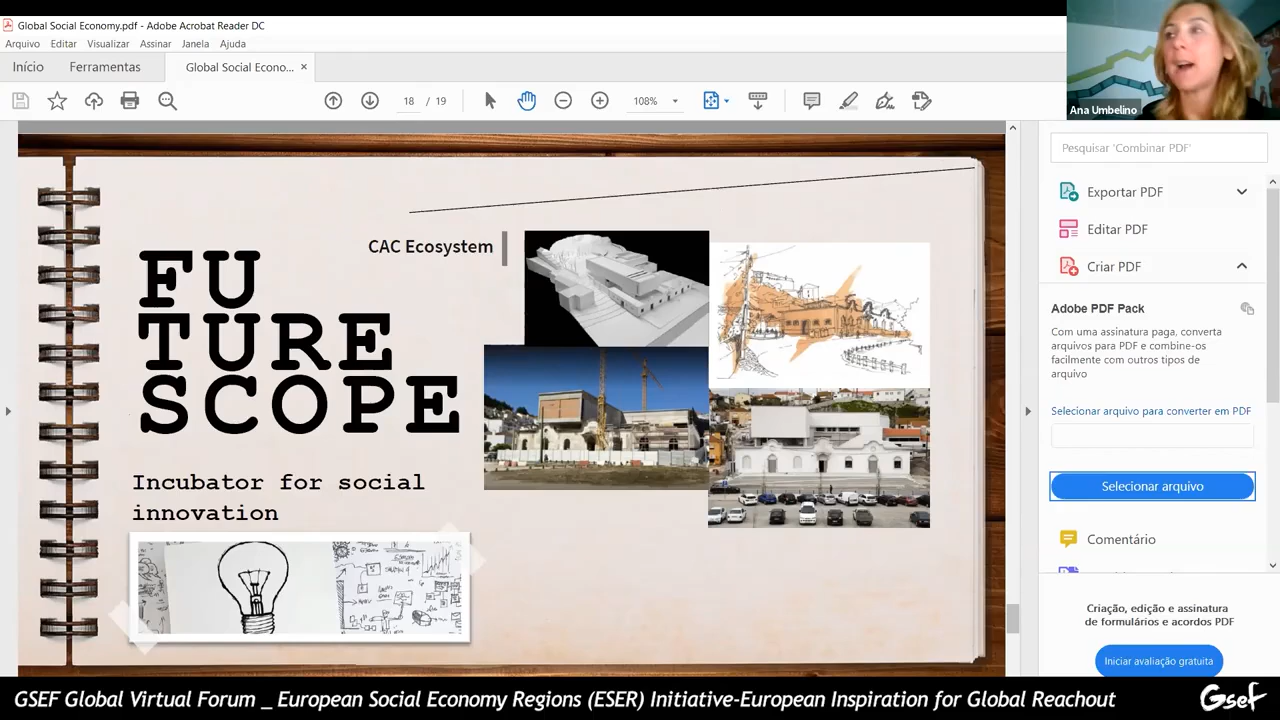 Global Social Economy.pdf - Adobe Acrobat Reader DC
Arquivo Editar Visualizar Assinar Janela Ajuda
Início Ferramentas Global Social Econo... ×
18 / 19 108%
Ana Umbelino
Pesquisar 'Combinar PDF'
Exportar PDF
Editar PDF
Criar PDF
Adobe PDF Pack
Com uma assinatura paga, converta
arquivos para PDF e combine-os
facilmente com outros tipos de
arquivo
Selecionar arquivo para converter em PDF
Selecionar arquivo
Comentário
Criação, edição e assinatura
de formulários e acordos PDF
Iniciar avaliação gratuita
CAC Ecosystem
FU
TURE
SCOPE
Incubator for social
innovation
GSEF Global Virtual Forum _ European Social Economy Regions (ESER) Initiative-European Inspiration for Global Reachout
Gsef